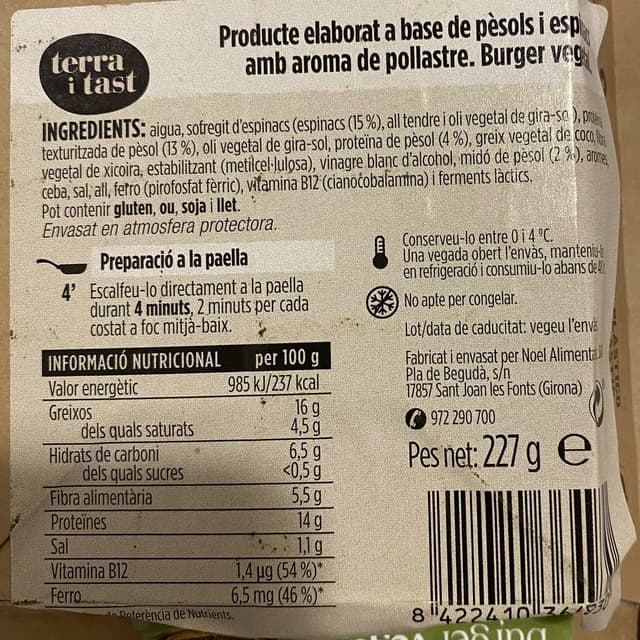 terra
i tast
Producte elaborat a base de pèsols i
amb aroma de pollastre. Burger
INGREDIENTS: aigua, sofregit d'espinacs (espinacs (15 %), all tendre i oli vegetal de
texturitzada de pèsol (13 %), oli vegetal de gira-sol, proteïna de pèsol (4 %), greix vegetal de coco,
vegetal de xicoira, estabilitzant (metilcel·lulosa), vinagre blanc d'alcohol, midó de pèsol (2 %), aromes,
ceba, sal, all, ferro (pirofosfat fèrric), vitamina B12 (cianocobalamina) i ferments làctics.
Pot contenir gluten, ou, soja i llet.
Envasat en atmosfera protectora.
Preparació a la paella
4' Escalfeu-lo directament a la paella
durant 4 minuts, 2 minuts per cada
costat a foc mitjà-baix.
Conserveu-lo entre 0 i 4 °C.
Una vegada obert l'envàs,
en refrigeració i consumiu-lo abans de
No apte per congelar.
Lot/data de caducitat: vegeu
Fabricat i envasat per Noel
Pla de Begudà, s/n
17857 Sant Joan les Fonts (Girona)
972 290 700
Pes net: 227 g e
INFORMACIÓ NUTRICIONAL per 100 g
Valor energètic 985 kJ/237 kcal
Greixos 16 g
dels quals saturats 4,5 g
Hidrats de carboni 6,5 g
dels quals sucres <0,5 g
Fibra alimentària 5,5 g
Proteïnes 14 g
Sal 1,1 g
Vitamina B12 1,4 µg (54 %)*
Ferro 6,5 mg (46 %)*
de Referència de Nutrients.
8 422410